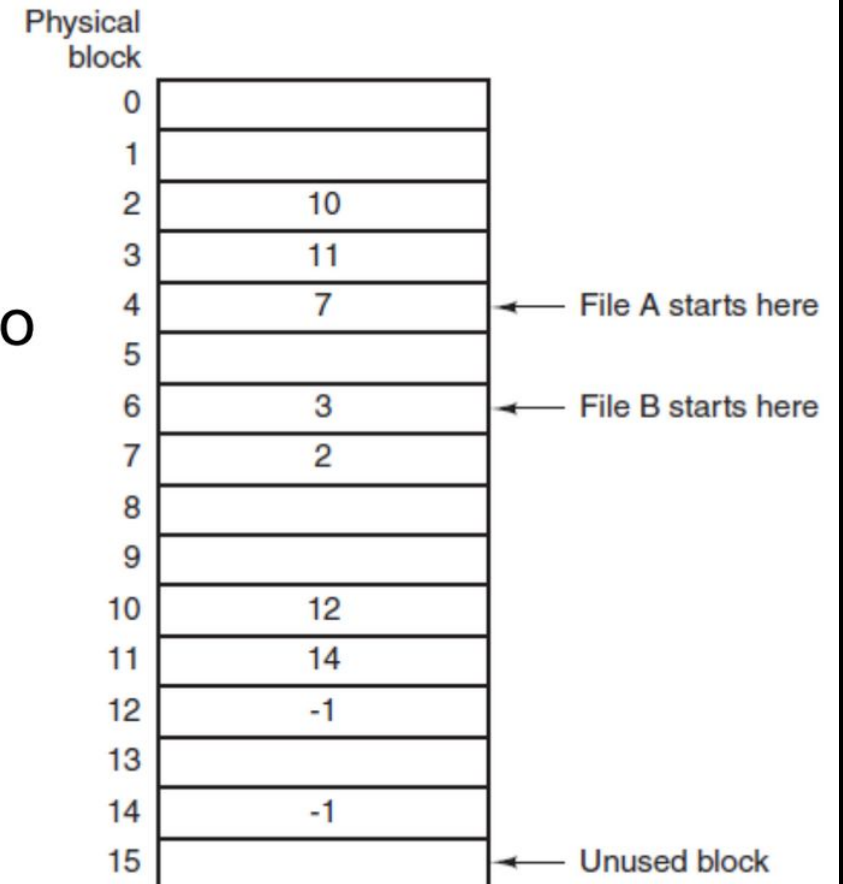 Physical
block
0
1
2 10
3 11
4 7 File A starts here
o
5
6 3 File B starts here
7 2
8
9
10 12
11 14
12 -1
13
14 -1
15 Unused block